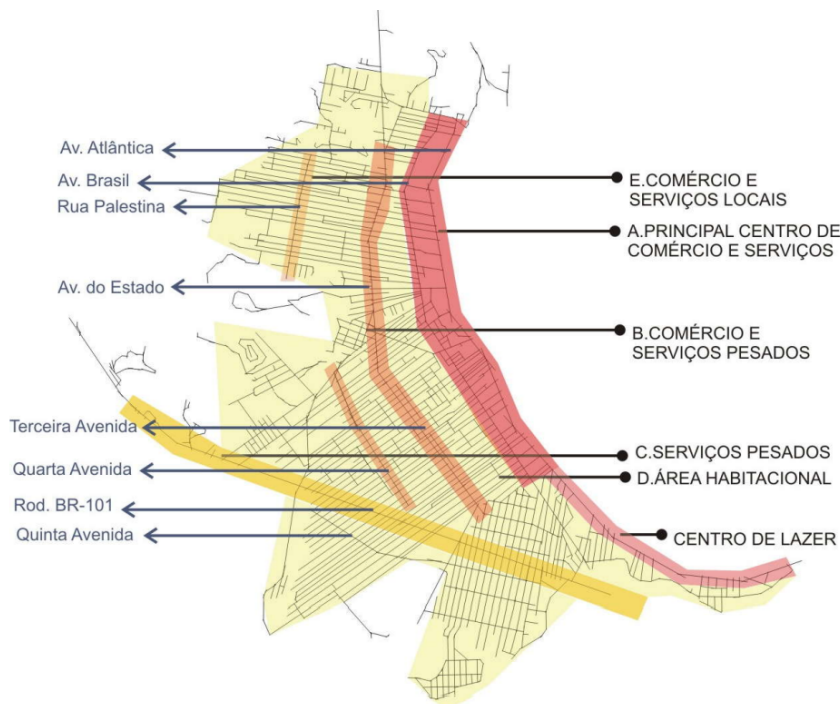 Av. Atlântica
Av. Brasil
Rua Palestina
Av. do Estado
Terceira Avenida
Quarta Avenida
Rod. BR-101
Quinta Avenida
E.COMÉRCIO E
SERVIÇOS LOCAIS
A.PRINCIPAL CENTRO DE
COMÉRCIO E SERVIÇOS
B.COMÉRCIO E
SERVIÇOS PESADOS
C.SERVIÇOS PESADOS
D.ÁREA HABITACIONAL
CENTRO DE LAZER